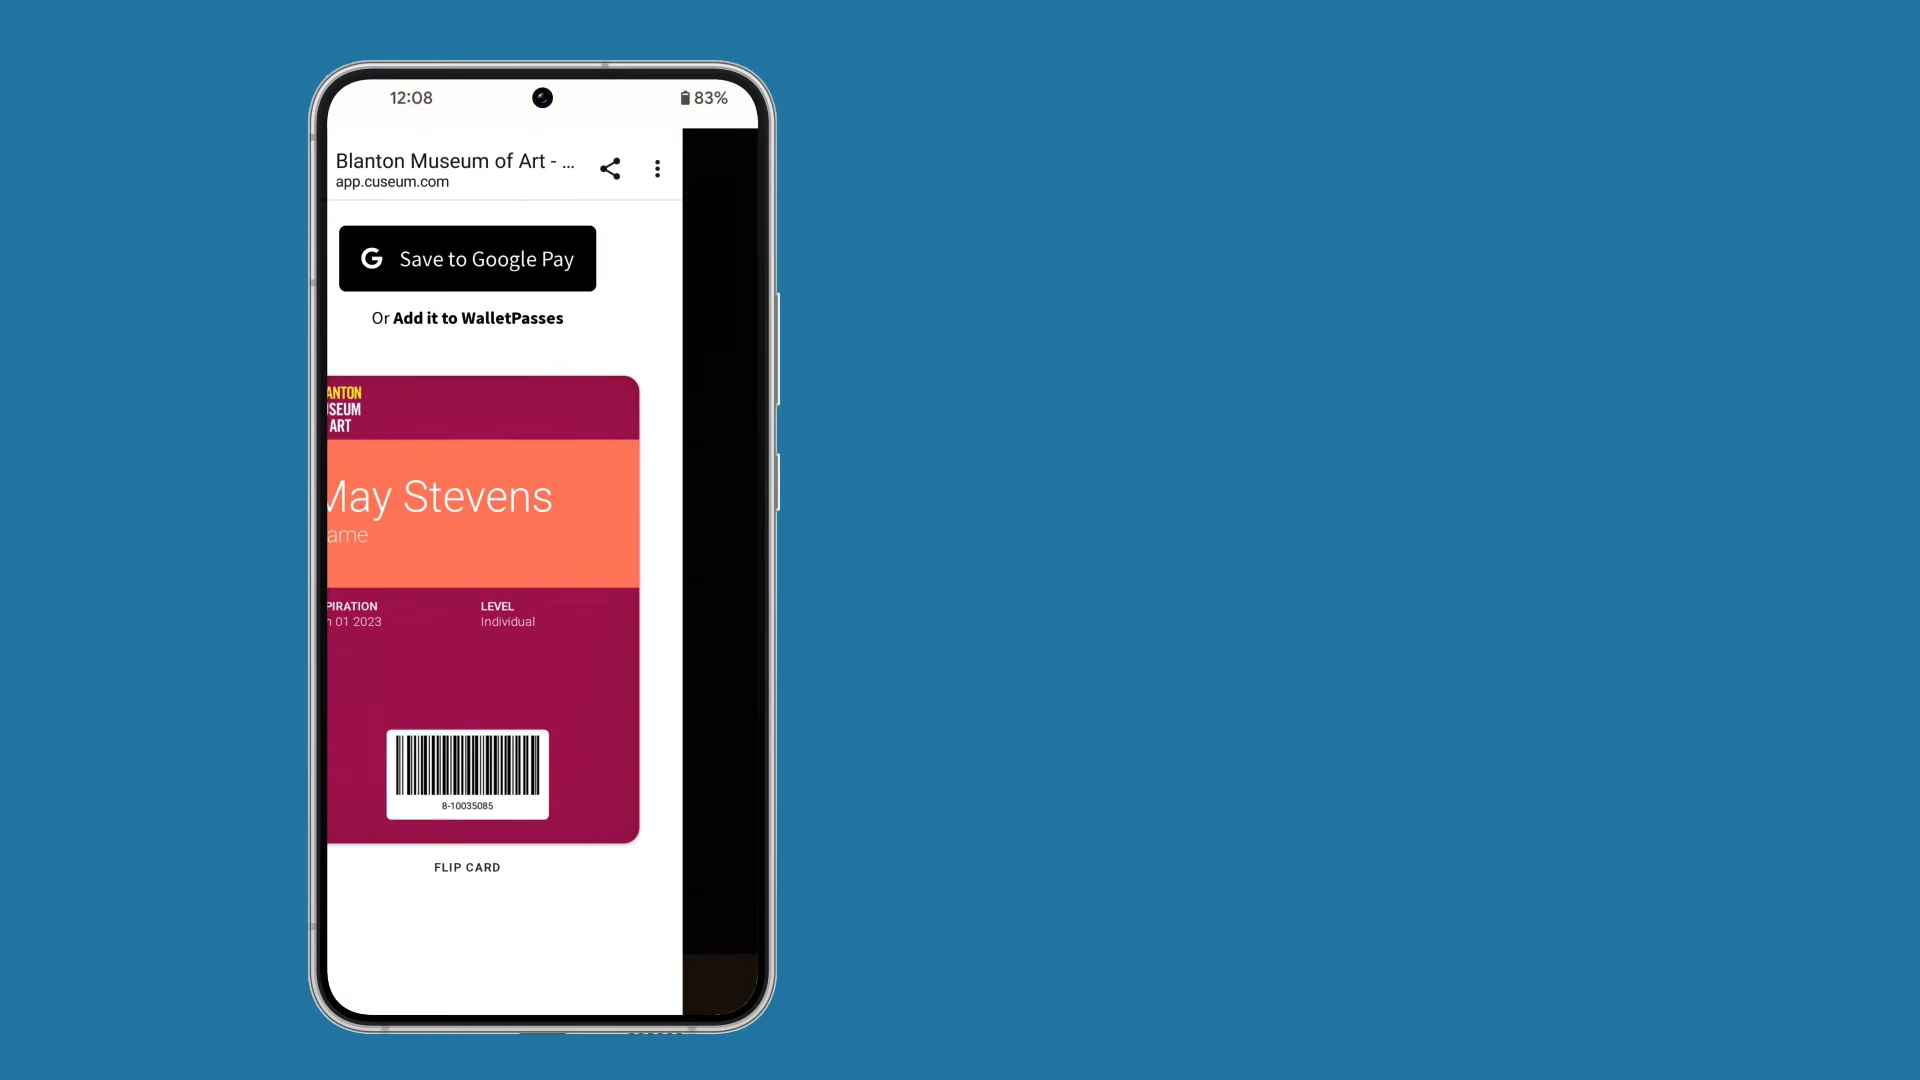 12:08
83%
Blanton Museum of Art - ...
app.cuseum.com
G Save to Google Pay
Or Add it to WalletPasses
ANTON
USEUM
ART
May Stevens
ame
PIRATION
LEVEL
01 2023
Individual
8-10035085
FLIP CARD